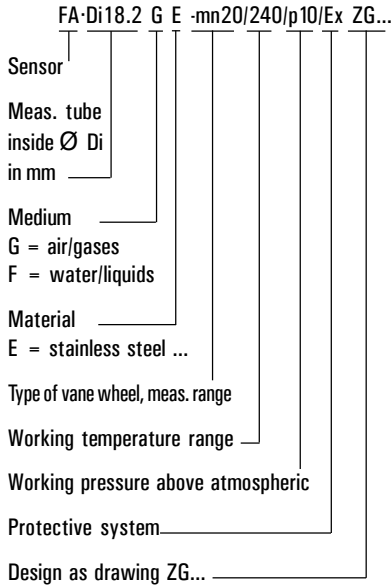 FA·Di18.2 G E -mn20/240/p10/Ex ZG...
Sensor
Meas. tube
inside Ø Di
in mm
Medium
G = air/gases
F = water/liquids
Material
E = stainless steel ...
Type of vane wheel, meas. range
Working temperature range
Working pressure above atmospheric
Protective system
Design as drawing ZG...